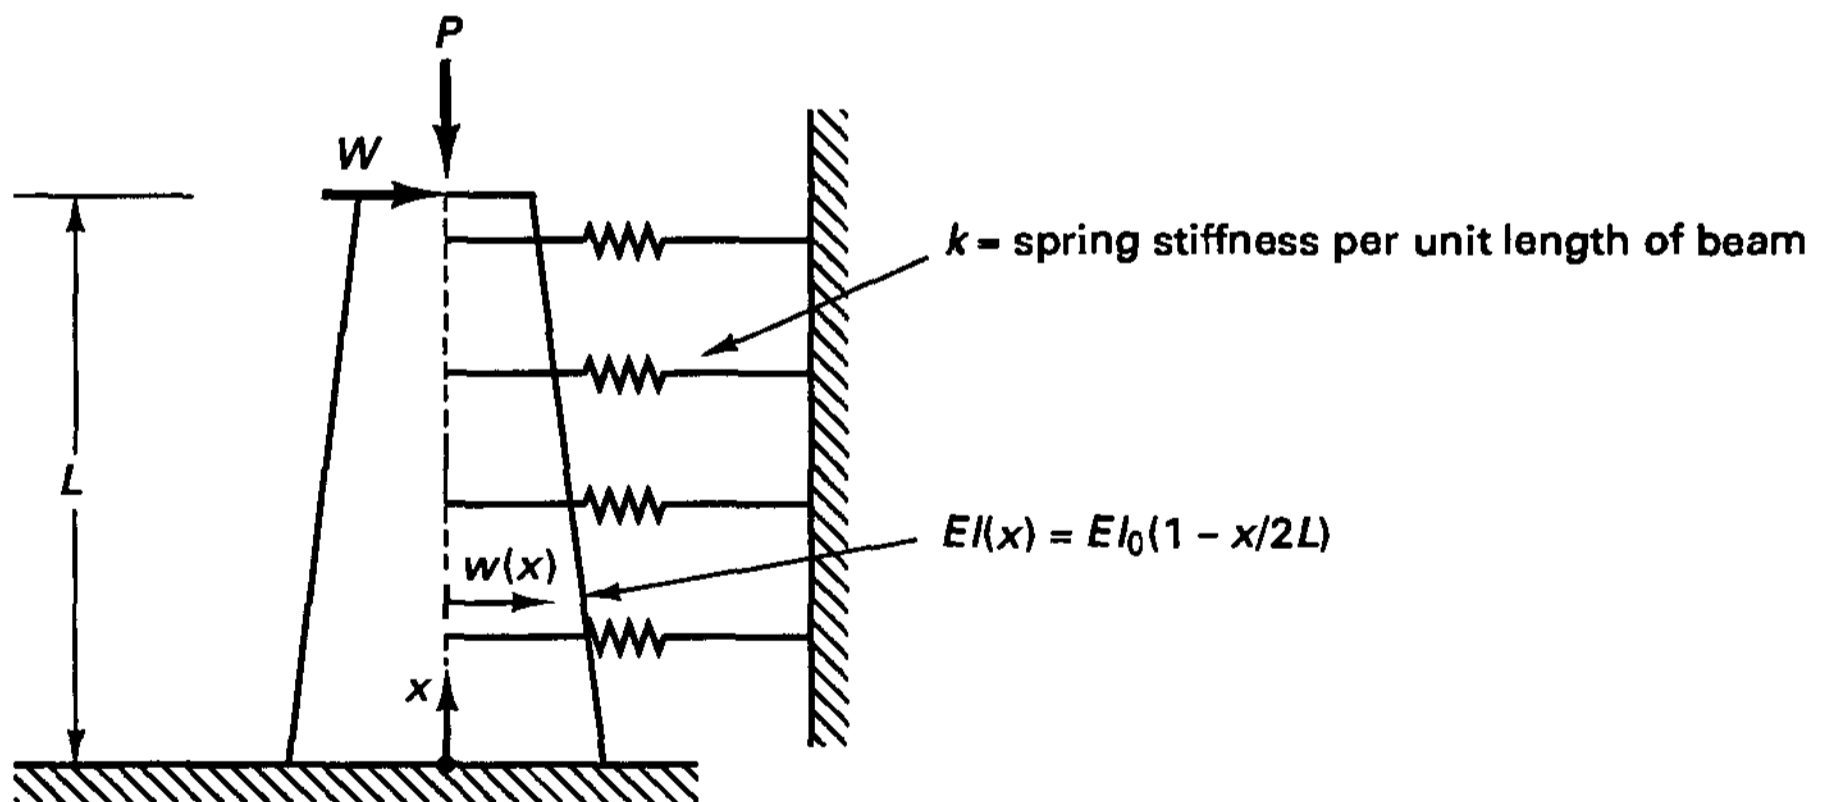 P
W
k = spring stiffness per unit length of beam
L
EI(x) = EI₀(1 − x/2L)
w(x)
x